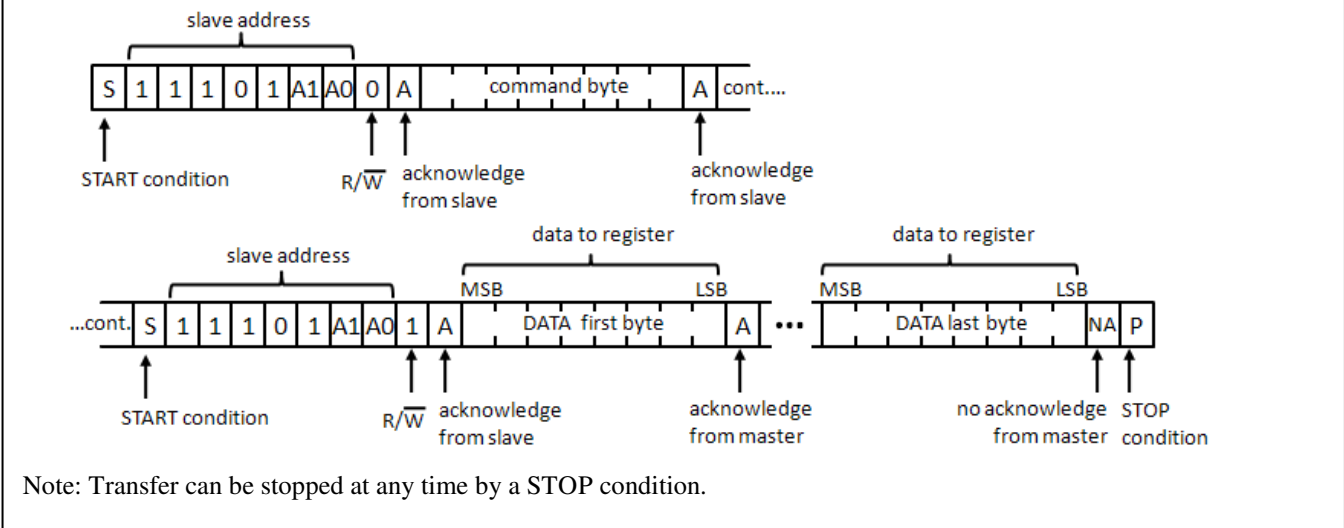 slave address
S 1 1 1 0 1 A1 A0 0 A command byte A cont....
START condition R/W̅ acknowledge from slave acknowledge from slave
data to register data to register
slave address
MSB LSB MSB LSB
...cont. S 1 1 1 0 1 A1 A0 1 A DATA first byte A ••• DATA last byte NA P
START condition R/W̅ acknowledge from slave acknowledge from master no acknowledge from master STOP condition
Note: Transfer can be stopped at any time by a STOP condition.